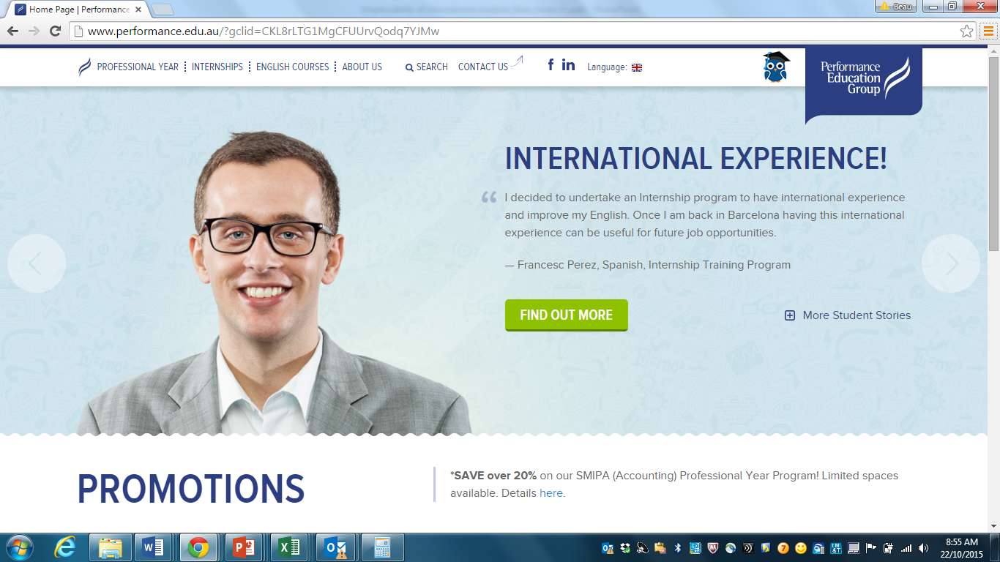 Home Page | Performance
Beau
www.performance.edu.au/?gclid=CKL8rLTG1MgCFUUrvQodq7YJMw
PROFESSIONAL YEAR INTERNSHIPS ENGLISH COURSES ABOUT US SEARCH CONTACT US f in Language:
Performance
Education
Group
INTERNATIONAL EXPERIENCE!
“ I decided to undertake an Internship program to have international experience
and improve my English. Once I am back in Barcelona having this international
experience can be useful for future job opportunities.
— Francesc Perez, Spanish, Internship Training Program
FIND OUT MORE
More Student Stories
PROMOTIONS
*SAVE over 20% on our SMIPA (Accounting) Professional Year Program! Limited spaces
available. Details here.
8:55 AM
22/10/2015